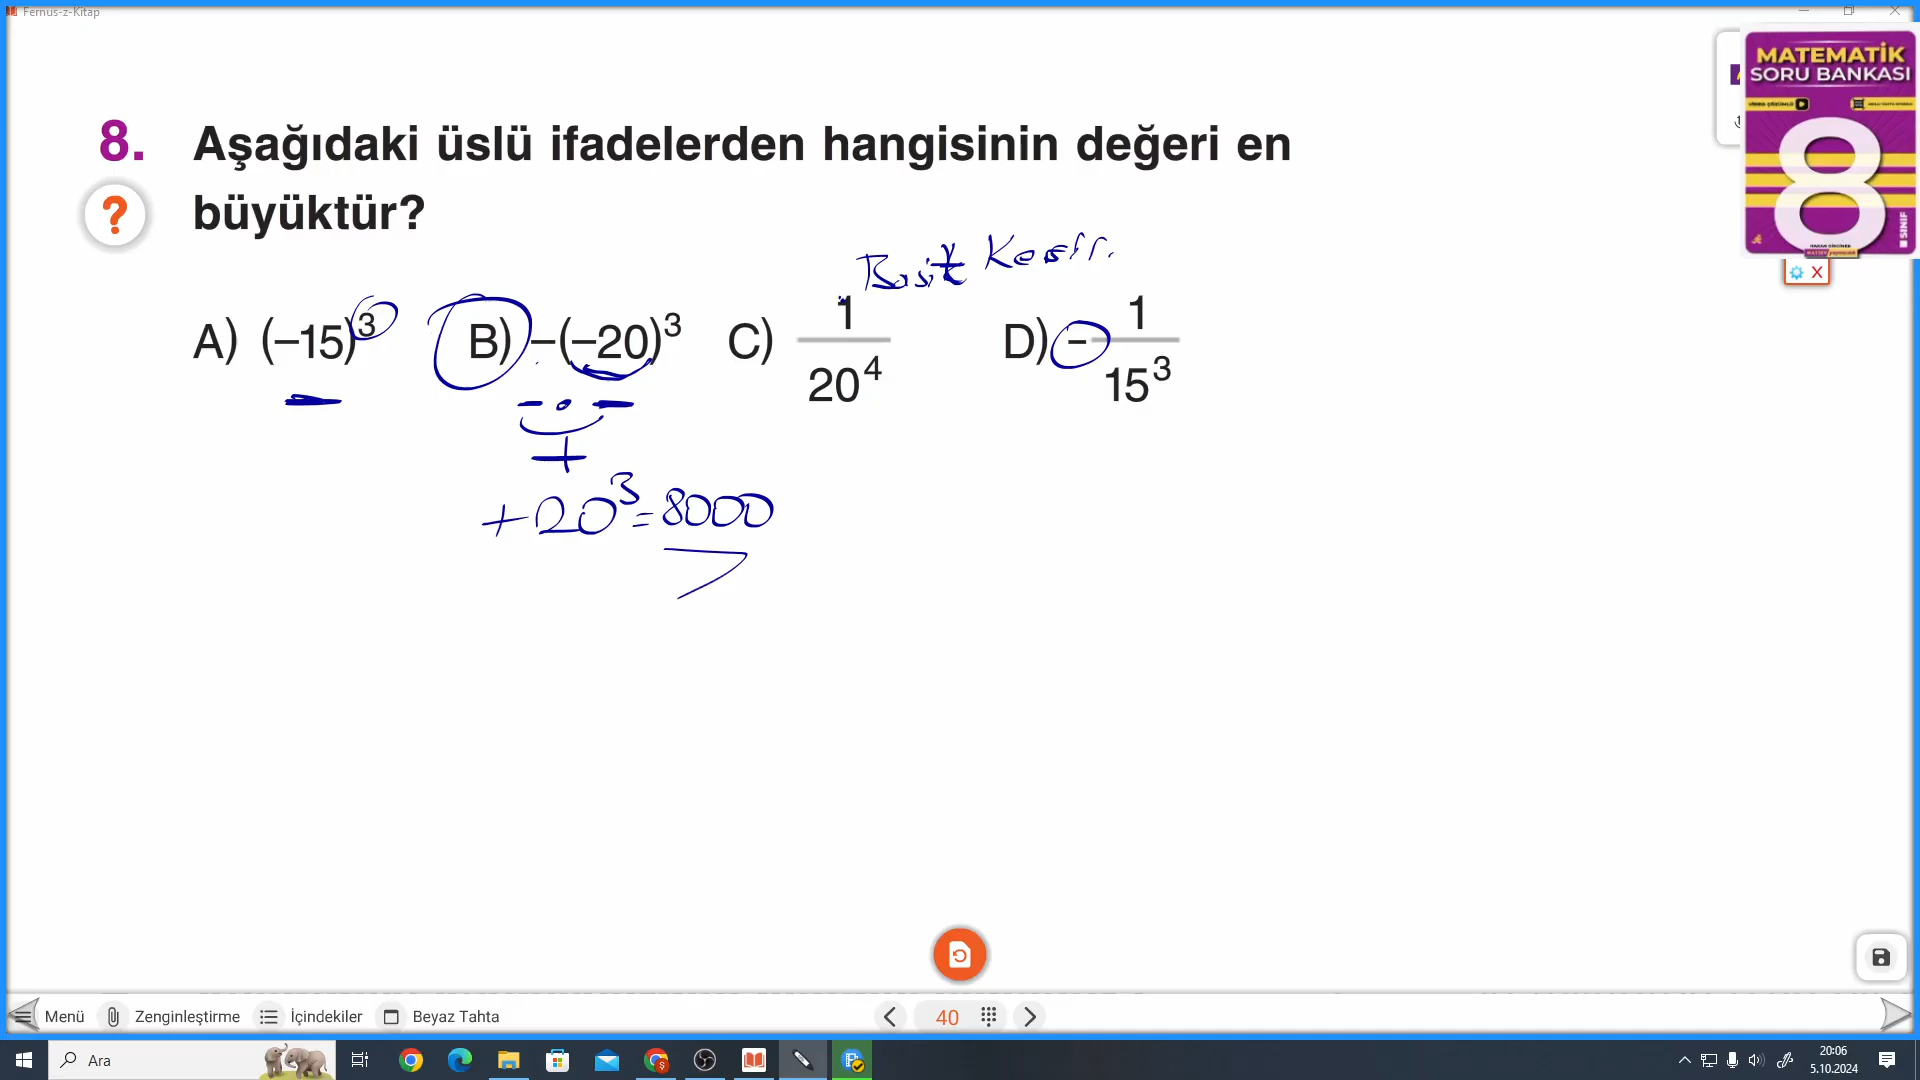 Fernus-z-Kitap
MATEMATİK
SORU BANKASI
8
SINIF
8. Aşağıdaki üslü ifadelerden hangisinin değeri en
büyüktür?
?
Basit Kesir.
A) (–15)³ B) –(–20)³ C) 1/20⁴ D) - 1/15³
- . -
+
+20³ = 8000
X
Menü Zenginleştirme İçindekiler Beyaz Tahta 40
Ara
20:06
5.10.2024